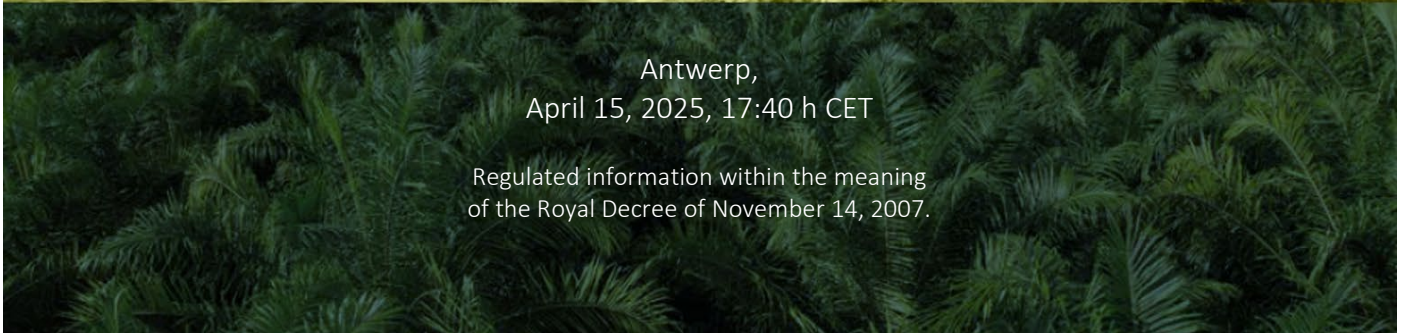 Antwerp,
April 15, 2025, 17:40 h CET
Regulated information within the meaning
of the Royal Decree of November 14, 2007.